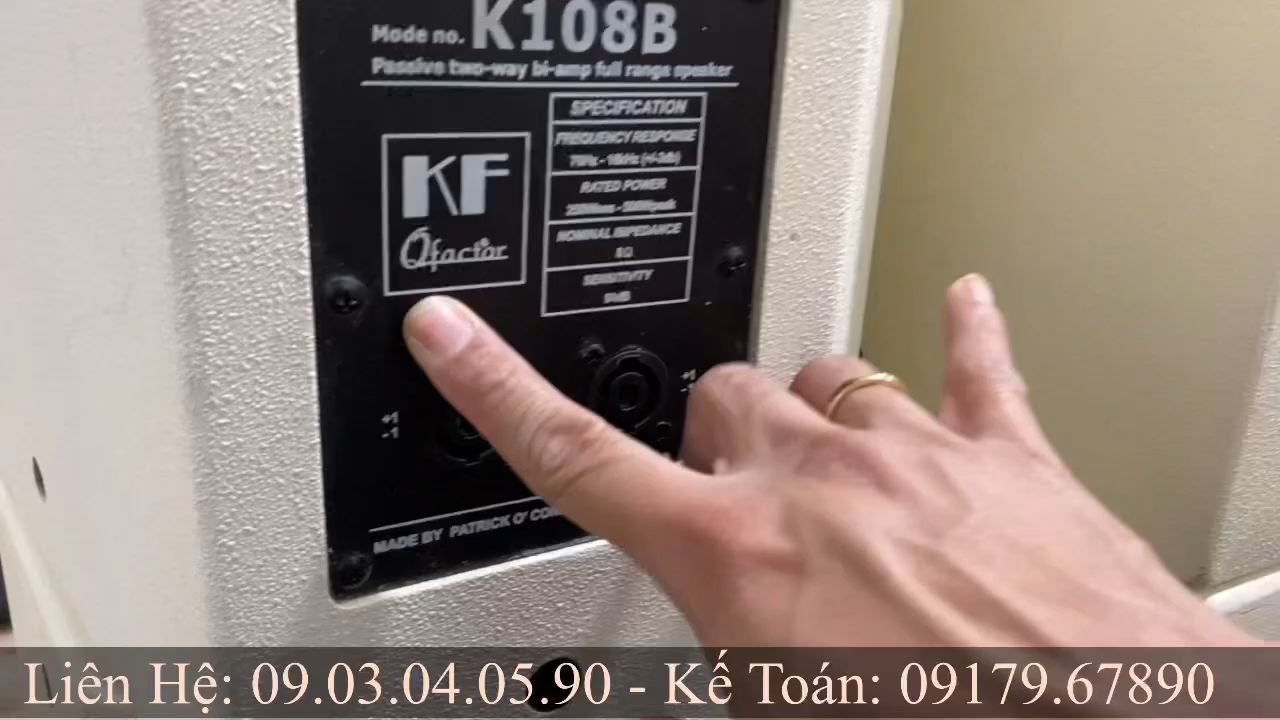 Mode no. K108B
Passive two-way bi-amp full range speaker
SPECIFICATION
FREQUENCY RESPONSE
RATED POWER
NOMINAL IMPEDANCE
8Ω
SENSITIVITY
KF
Qfactor
+1
-1
+1
-1
MADE BY PATRICK O'
Liên Hệ: 09.03.04.05.90 - Kế Toán: 09179.67890